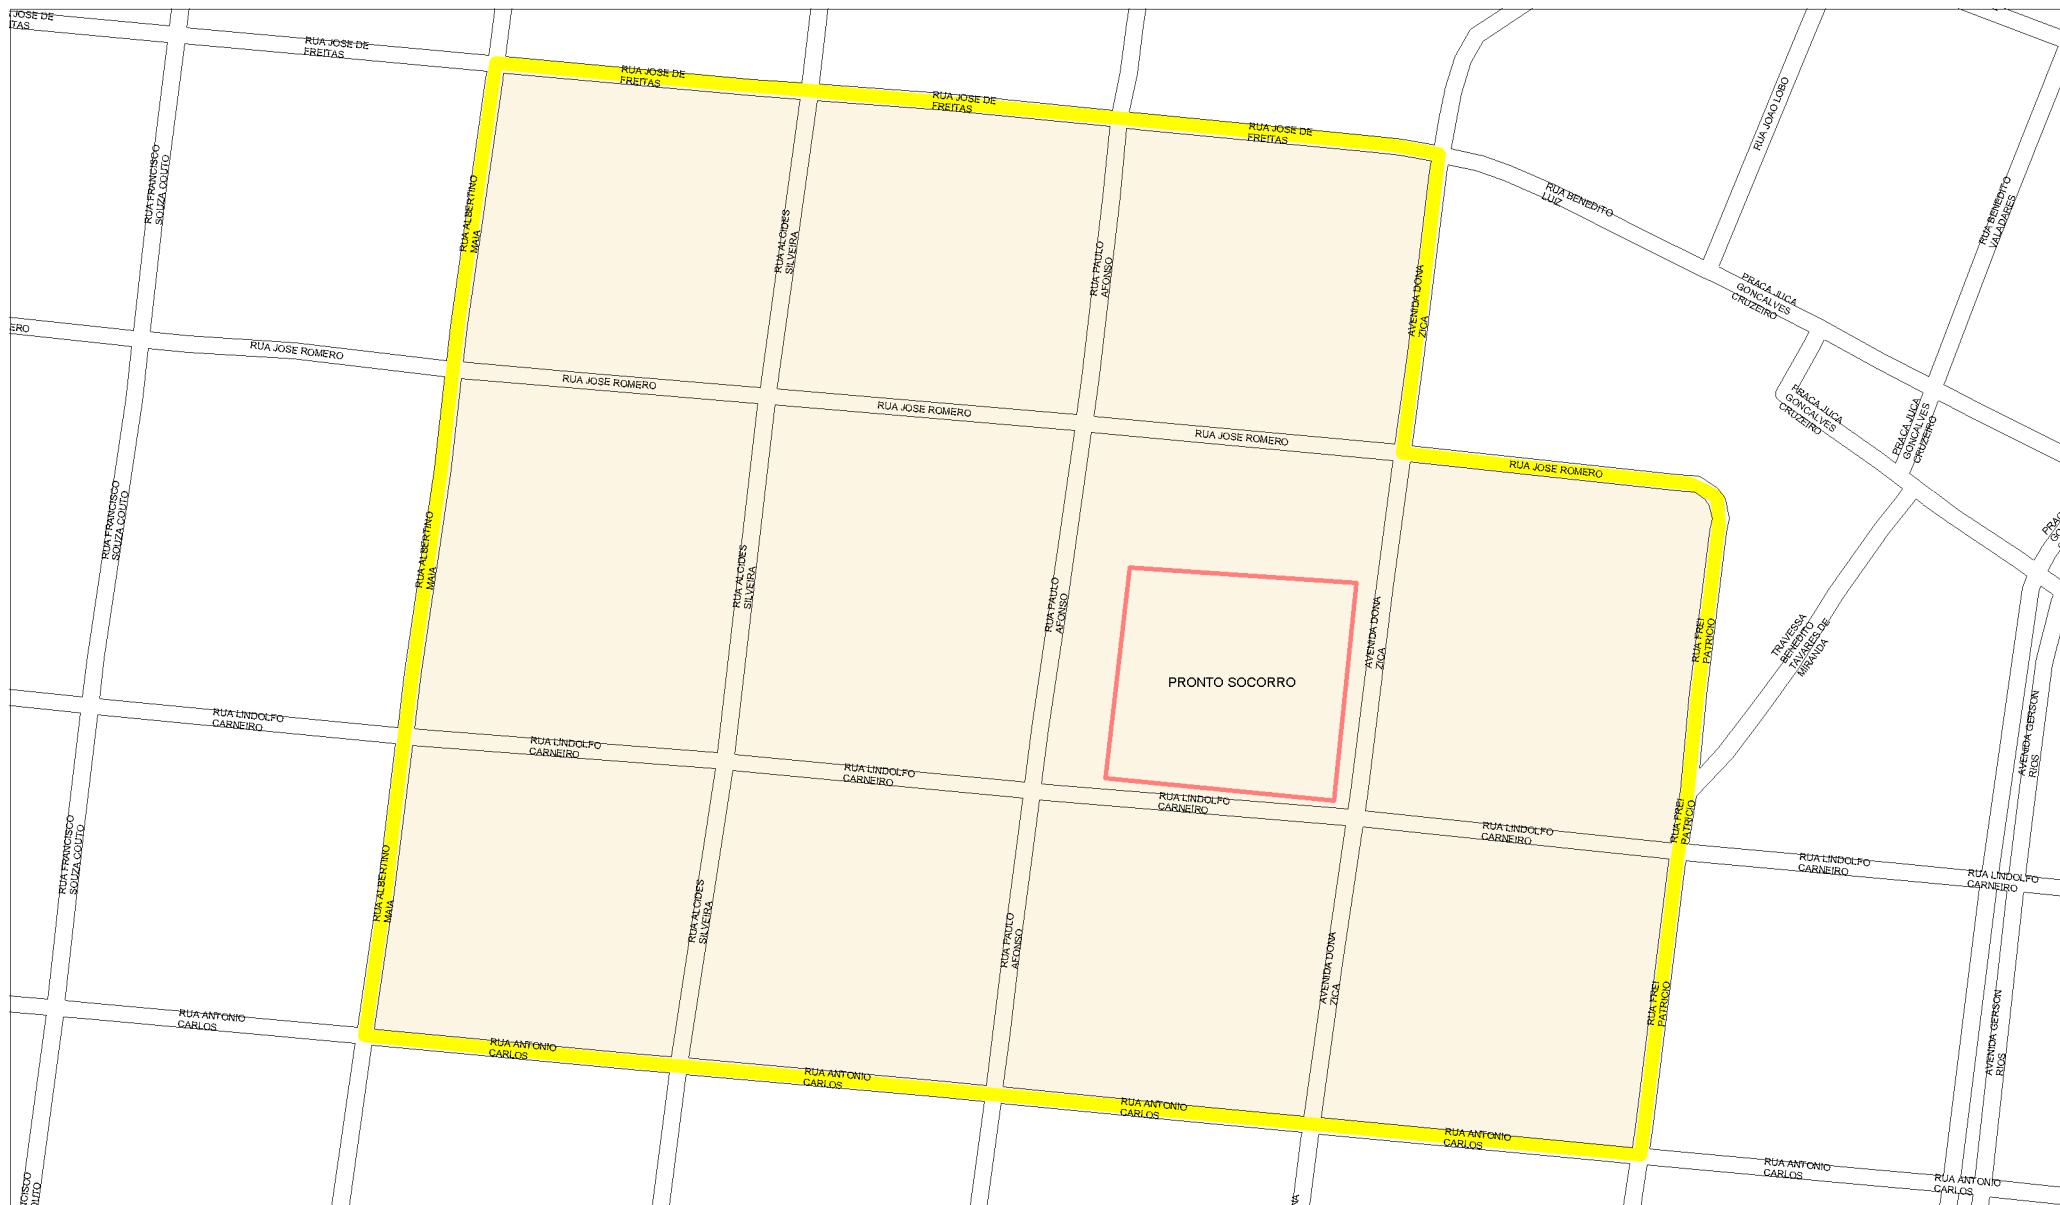 JOSE DE
ITAS
RUA JOSE DE
FREITAS
RUA JOSE DE
FREITAS
RUA JOSE DE
FREITAS
RUA JOSE DE
FREITAS
RUA JOAO LOBO
RUA FRANCISCO
SOUZA COUTO
RUA ALBERTINO
MAIA
RUA ALCIDES
SILVEIRA
RUA PAULO
AFONSO
AVENIDA DONA
ZICA
RUA BENEDITO
LUIZ
RUA BENEDITO
VALADARES
PRACA JUCA
GONCALVES
CRUZEIRO
ERO
RUA JOSE ROMERO
RUA JOSE ROMERO
RUA JOSE ROMERO
RUA JOSE ROMERO
RUA JOSE ROMERO
PRACA JUCA
GONCALVES
CRUZEIRO
PRACA JUCA
GONCALVES
CRUZEIRO
RUA FRANCISCO
SOUZA COUTO
RUA ALBERTINO
MAIA
RUA ALCIDES
SILVEIRA
RUA PAULO
AFONSO
AVENIDA DONA
ZICA
RUA FREI
PATRICIO
TRAVESSA
BENEDITO
TAVARES DE
MIRANDA
PRONTO SOCORRO
AVENIDA GERSON
RIOS
RUA LINDOLFO
CARNEIRO
RUA LINDOLFO
CARNEIRO
RUA LINDOLFO
CARNEIRO
RUA LINDOLFO
CARNEIRO
RUA LINDOLFO
CARNEIRO
RUA LINDOLFO
CARNEIRO
RUA LINDOLFO
CARNEIRO
RUA FREI
PATRICIO
RUA FRANCISCO
SOUZA COUTO
RUA ALBERTINO
MAIA
RUA ALCIDES
SILVEIRA
RUA PAULO
AFONSO
AVENIDA DONA
ZICA
RUA FREI
PATRICIO
AVENIDA GERSON
RIOS
RUA ANTONIO
CARLOS
RUA ANTONIO
CARLOS
RUA ANTONIO
CARLOS
RUA ANTONIO
CARLOS
RUA ANTONIO
CARLOS
RUA ANTONIO
CARLOS
RUA ANTONIO
CARLOS